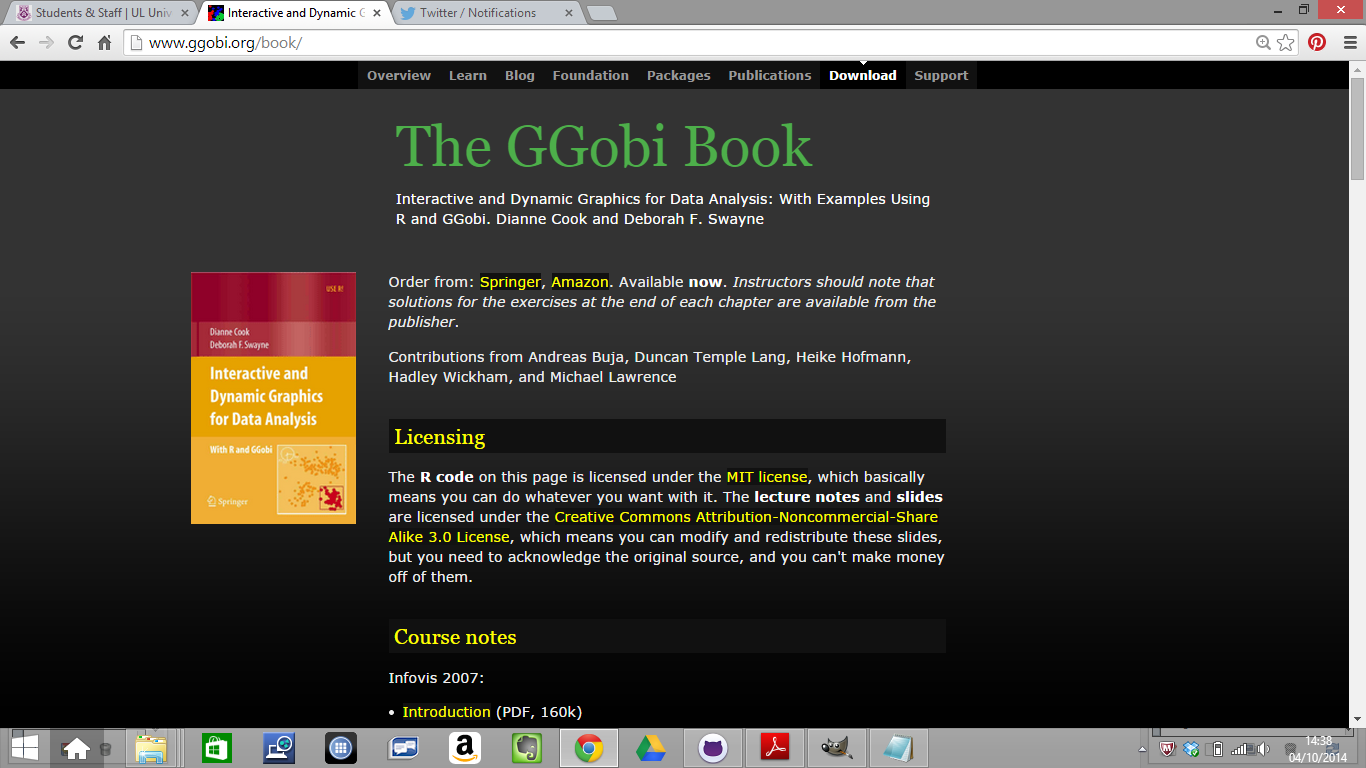 Students & Staff | UL Univ
Interactive and Dynamic G
Twitter / Notifications
www.ggobi.org/book/
Overview Learn Blog Foundation Packages Publications Download Support
The GGobi Book
Interactive and Dynamic Graphics for Data Analysis: With Examples Using
R and GGobi. Dianne Cook and Deborah F. Swayne
USE R!
Dianne Cook
Deborah F. Swayne
Interactive and
Dynamic Graphics
for Data Analysis
With R and GGobi
Springer
Order from: Springer, Amazon. Available now. Instructors should note that
solutions for the exercises at the end of each chapter are available from the
publisher.
Contributions from Andreas Buja, Duncan Temple Lang, Heike Hofmann,
Hadley Wickham, and Michael Lawrence
Licensing
The R code on this page is licensed under the MIT license, which basically
means you can do whatever you want with it. The lecture notes and slides
are licensed under the Creative Commons Attribution-Noncommercial-Share
Alike 3.0 License, which means you can modify and redistribute these slides,
but you need to acknowledge the original source, and you can't make money
off of them.
Course notes
Infovis 2007:
• Introduction (PDF, 160k)
14:38
04/10/2014